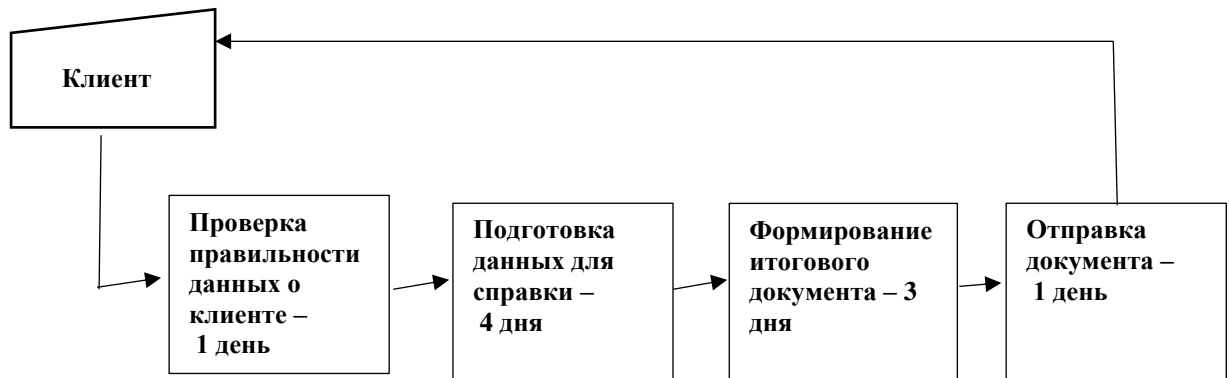 Клиент
Проверка
правильности
данных о
клиенте –
1 день
Подготовка
данных для
справки –
4 дня
Формирование
итогового
документа – 3
дня
Отправка
документа –
1 день